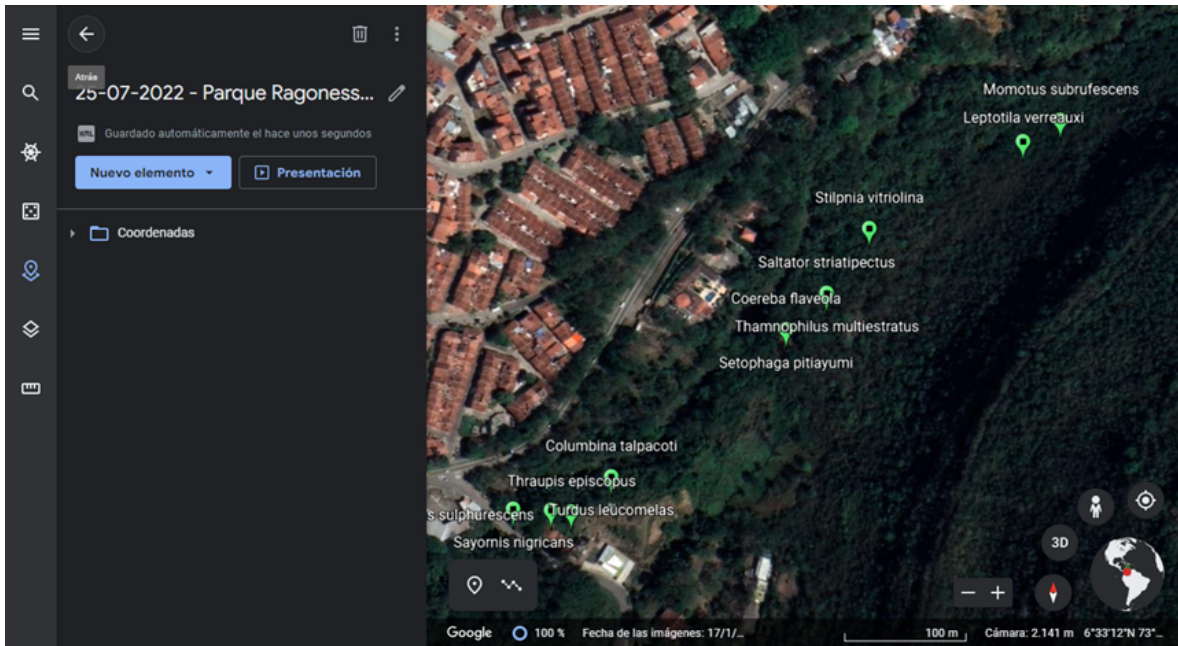 Atrás
25-07-2022 - Parque Ragoness...
KML Guardado automáticamente el hace unos segundos
Nuevo elemento
Presentación
Coordenadas
Momotus subrufescens
Leptotila verreauxi
Stilpnia vitriolina
Saltator striatipectus
Coereba flaveola
Thamnophilus multiestratus
Setophaga pitiayumi
Columbina talpacoti
Thraupis episcopus
s sulphurescens
Turdus leucomelas
Sayornis nigricans
3D
Google
100 %
Fecha de las imágenes: 17/1/...
100 m
Cámara: 2.141 m
6°33'12"N 73°...